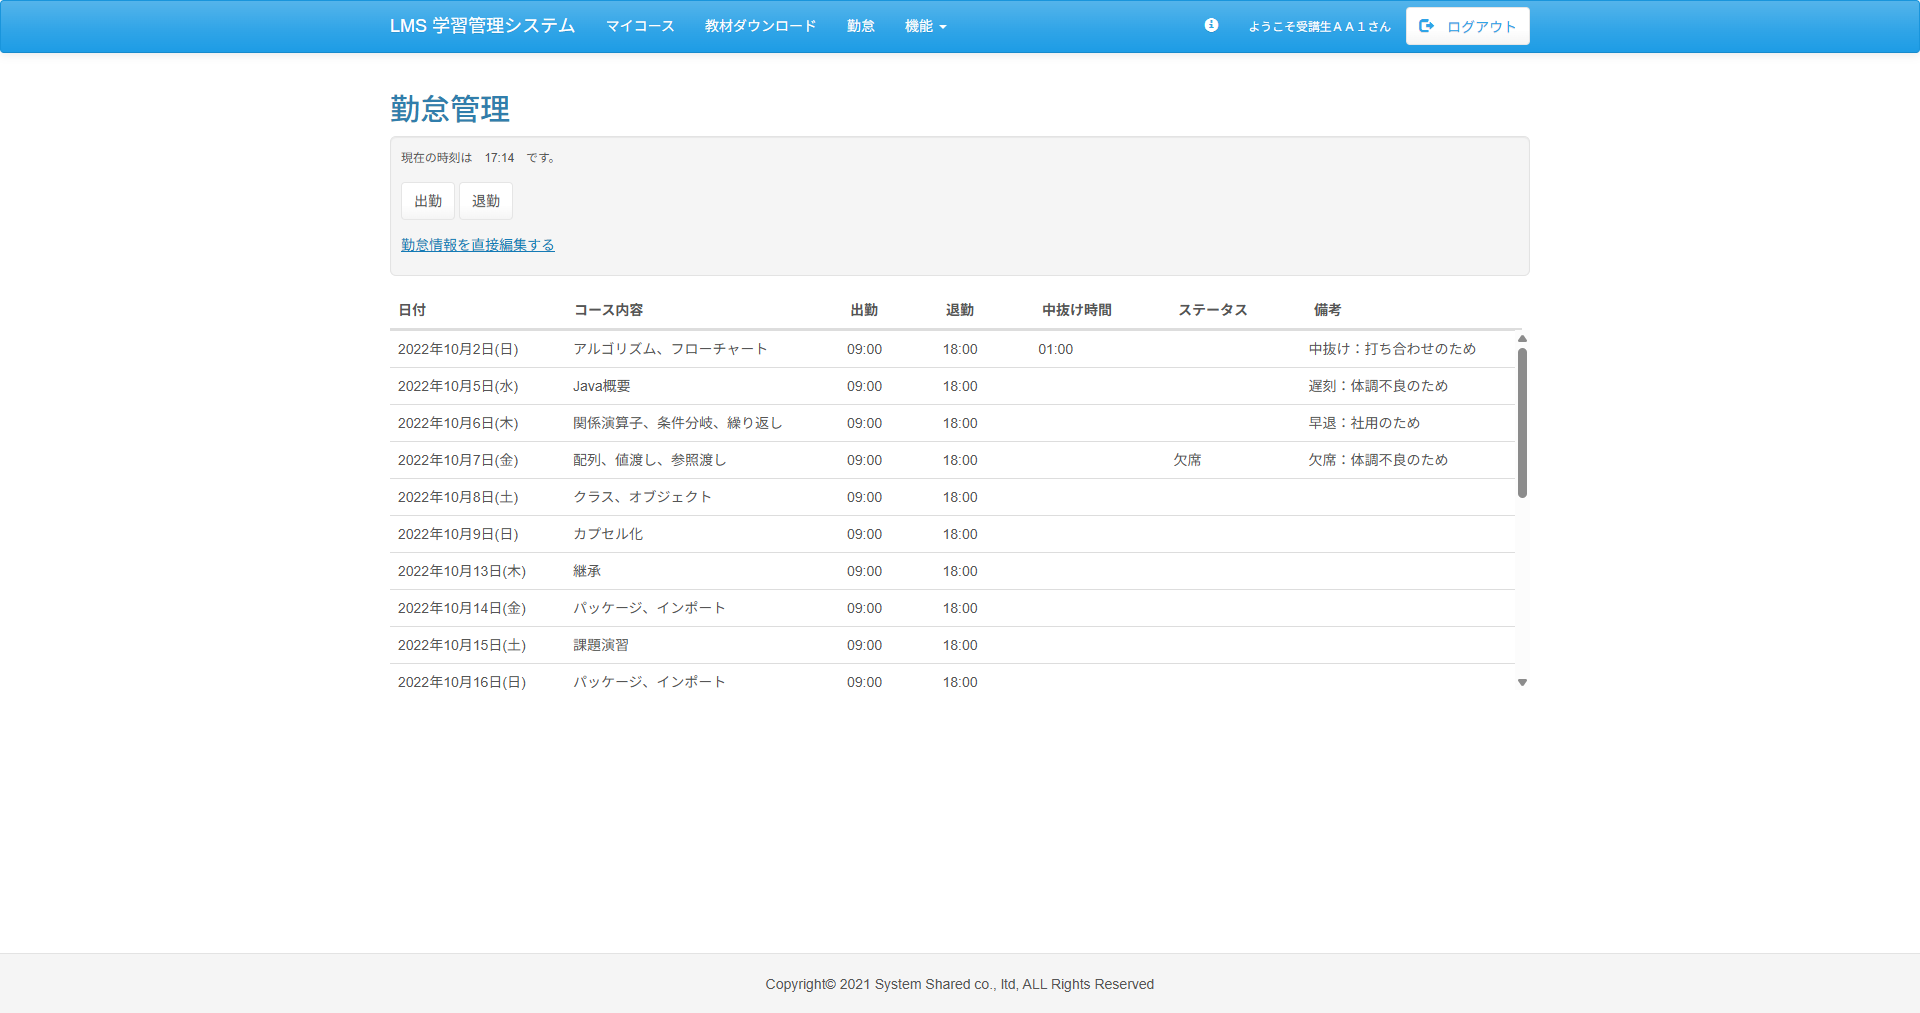 LMS 学習管理システム マイコース 教材ダウンロード 勤怠 機能 ようこそ受講生ＡＡ１さん ログアウト
勤怠管理
現在の時刻は 17:14 です。
出勤 退勤
勤怠情報を直接編集する
日付 コース内容 出勤 退勤 中抜け時間 ステータス 備考
2022年10月2日(日) アルゴリズム、フローチャート 09:00 18:00 01:00 中抜け：打ち合わせのため
2022年10月5日(水) Java概要 09:00 18:00 遅刻：体調不良のため
2022年10月6日(木) 関係演算子、条件分岐、繰り返し 09:00 18:00 早退：社用のため
2022年10月7日(金) 配列、値渡し、参照渡し 09:00 18:00 欠席 欠席：体調不良のため
2022年10月8日(土) クラス、オブジェクト 09:00 18:00
2022年10月9日(日) カプセル化 09:00 18:00
2022年10月13日(木) 継承 09:00 18:00
2022年10月14日(金) パッケージ、インポート 09:00 18:00
2022年10月15日(土) 課題演習 09:00 18:00
2022年10月16日(日) パッケージ、インポート 09:00 18:00
Copyright© 2021 System Shared co., ltd, ALL Rights Reserved